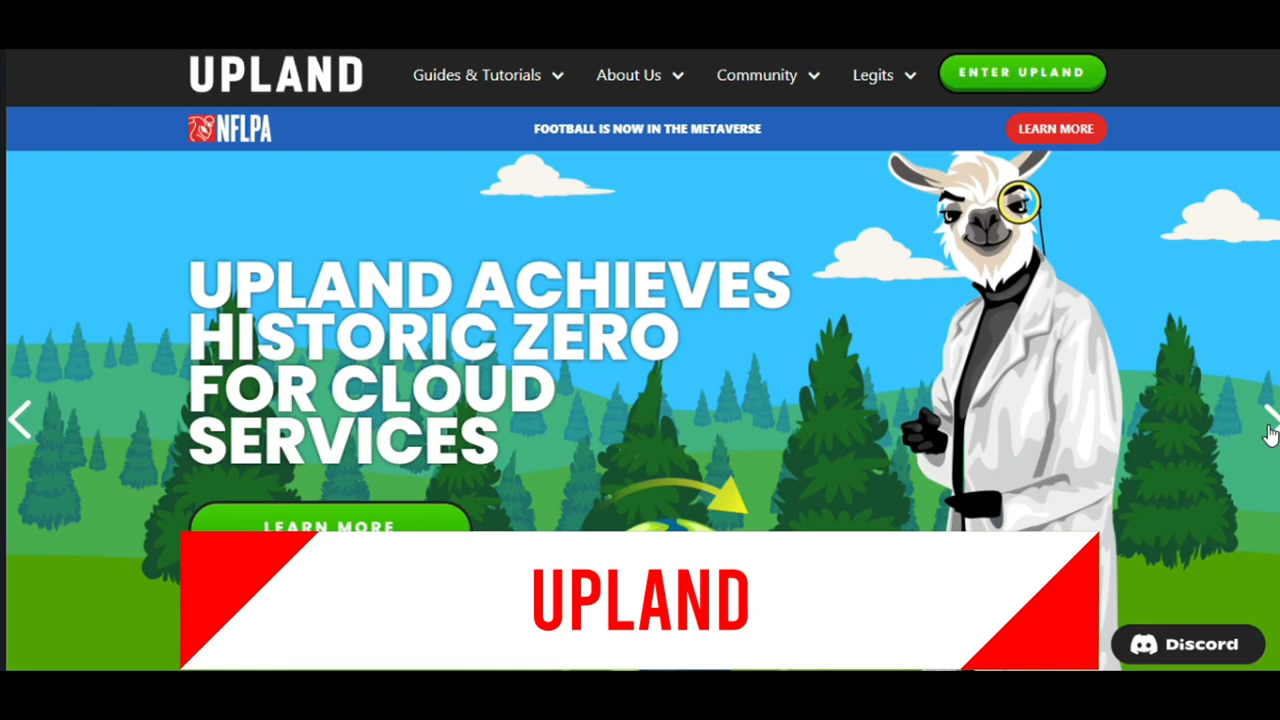 UPLAND
Guides & Tutorials
About Us
Community
Legits
ENTER UPLAND
NFLPA
FOOTBALL IS NOW IN THE METAVERSE
LEARN MORE
UPLAND ACHIEVES
HISTORIC ZERO
FOR CLOUD
SERVICES
LEARN MORE
UPLAND
Discord